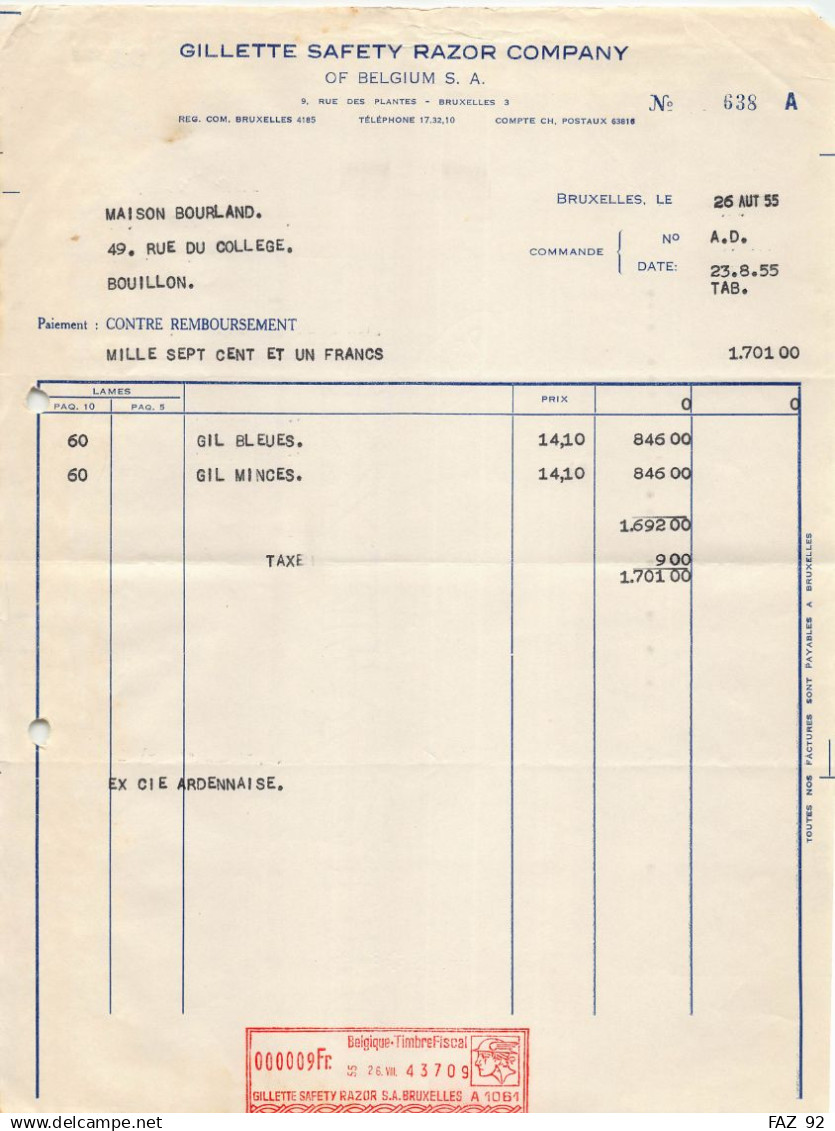 GILLETTE SAFETY RAZOR COMPANY
OF BELGIUM S. A.
9, RUE DES PLANTES - BRUXELLES 3
REG. COM. BRUXELLES 4185 TÉLÉPHONE 17.32,10 COMPTE CH, POSTAUX 63816
№ 638 A
BRUXELLES, LE 26 AUT 55
MAISON BOURLAND.
49. RUE DU COLLEGE.
BOUILLON.
COMMANDE
No A.D.
DATE: 23.8.55
TAB.
Paiement : CONTRE REMBOURSEMENT
MILLE SEPT CENT ET UN FRANCS 1.701 00
LAMES
PAQ. 10 PAQ. 5 PRIX 0 0
60 GIL BLEUES. 14,10 846 00
60 GIL MINCES. 14,10 846 00
1.692 00
TAXE 9 00
1.701 00
EX CIE ARDENNAISE.
TOUTES NOS FACTURES SONT PAYABLES A BRUXELLES
Belgique·TimbreFiscal
000009Fr. 55 26.VII. 43709
GILLETTE SAFETY RAZOR S.A. BRUXELLES A 1061
FAZ 92